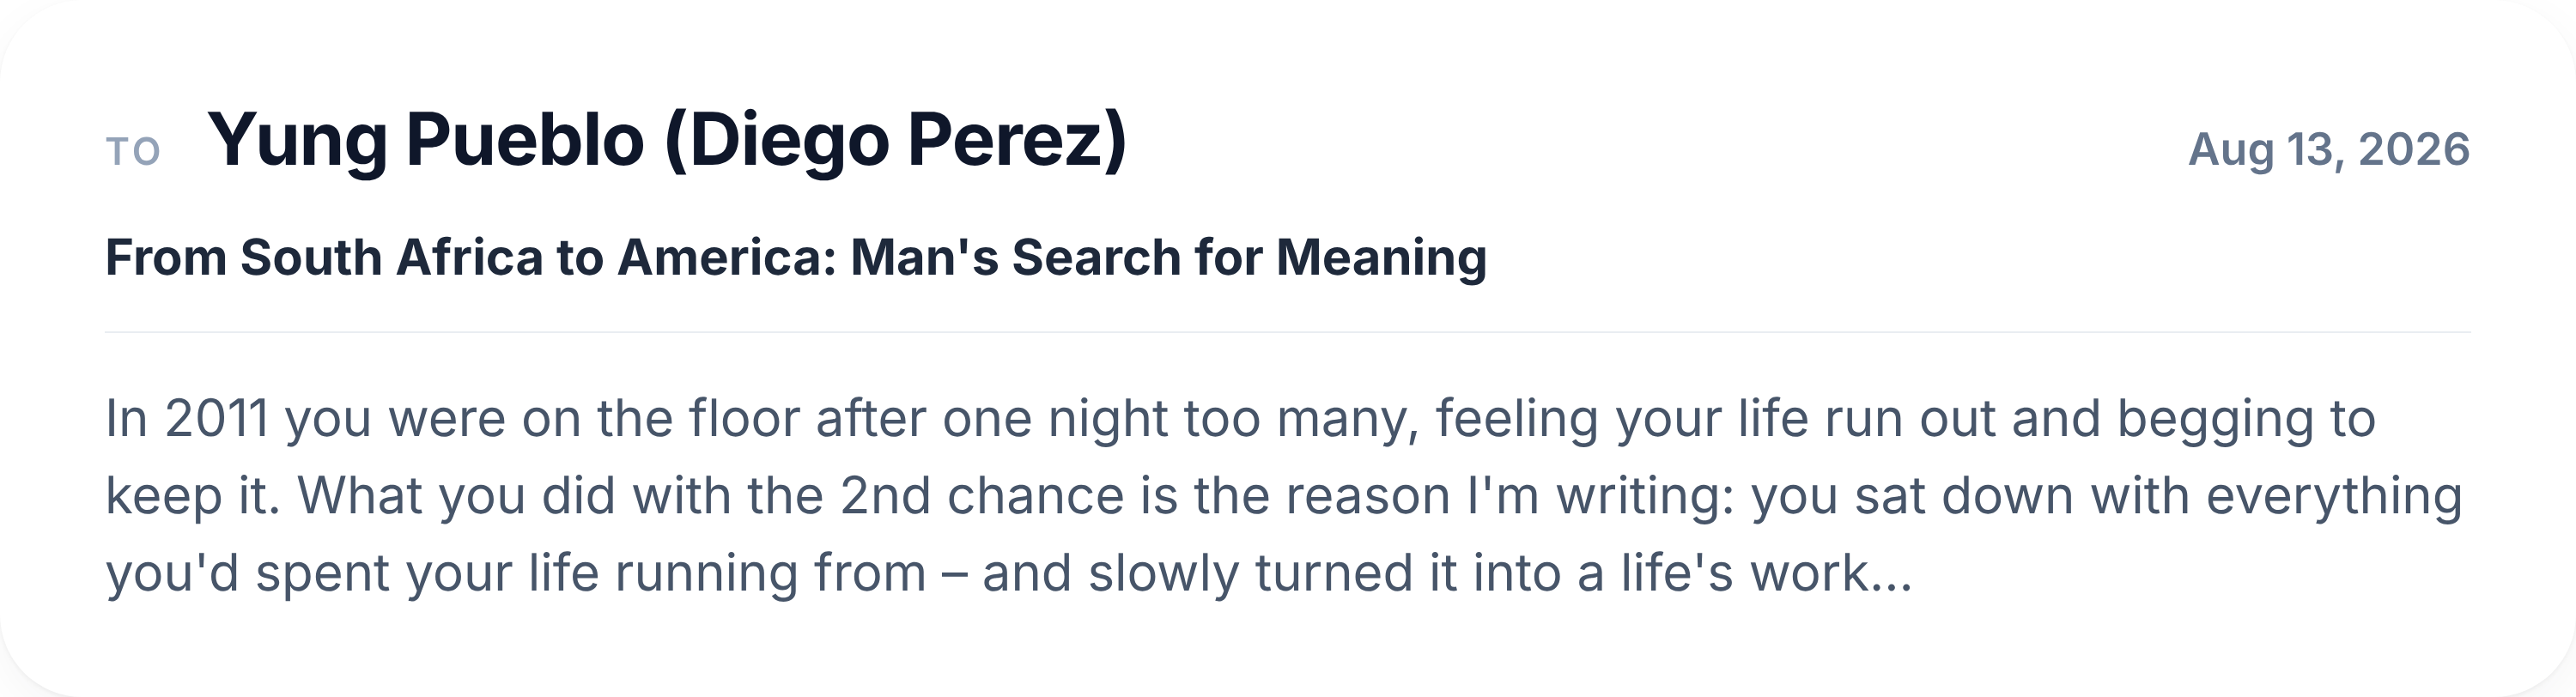 TO Yung Pueblo (Diego Perez) Aug 13, 2026
From South Africa to America: Man's Search for Meaning
In 2011 you were on the floor after one night too many, feeling your life run out and begging to
keep it. What you did with the 2nd chance is the reason I'm writing: you sat down with everything
you'd spent your life running from – and slowly turned it into a life's work...